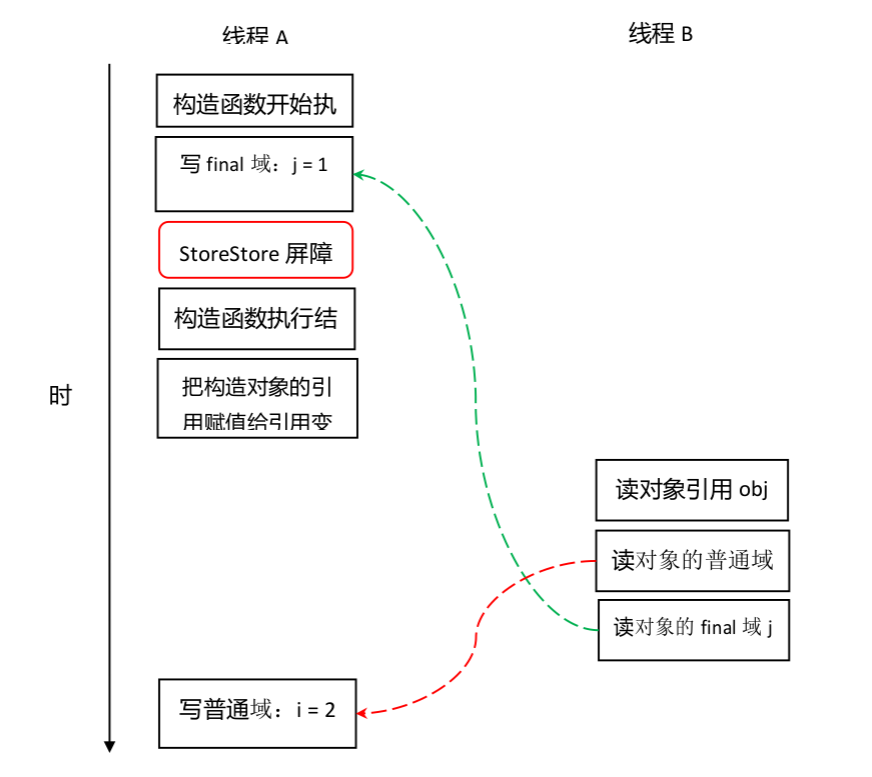 线程 A
线程 B
构造函数开始执
写 final 域：j = 1
StoreStore 屏障
构造函数执行结
把构造对象的引
用赋值给引用变
时
读对象引用 obj
读对象的普通域
读对象的 final 域 j
写普通域：i = 2